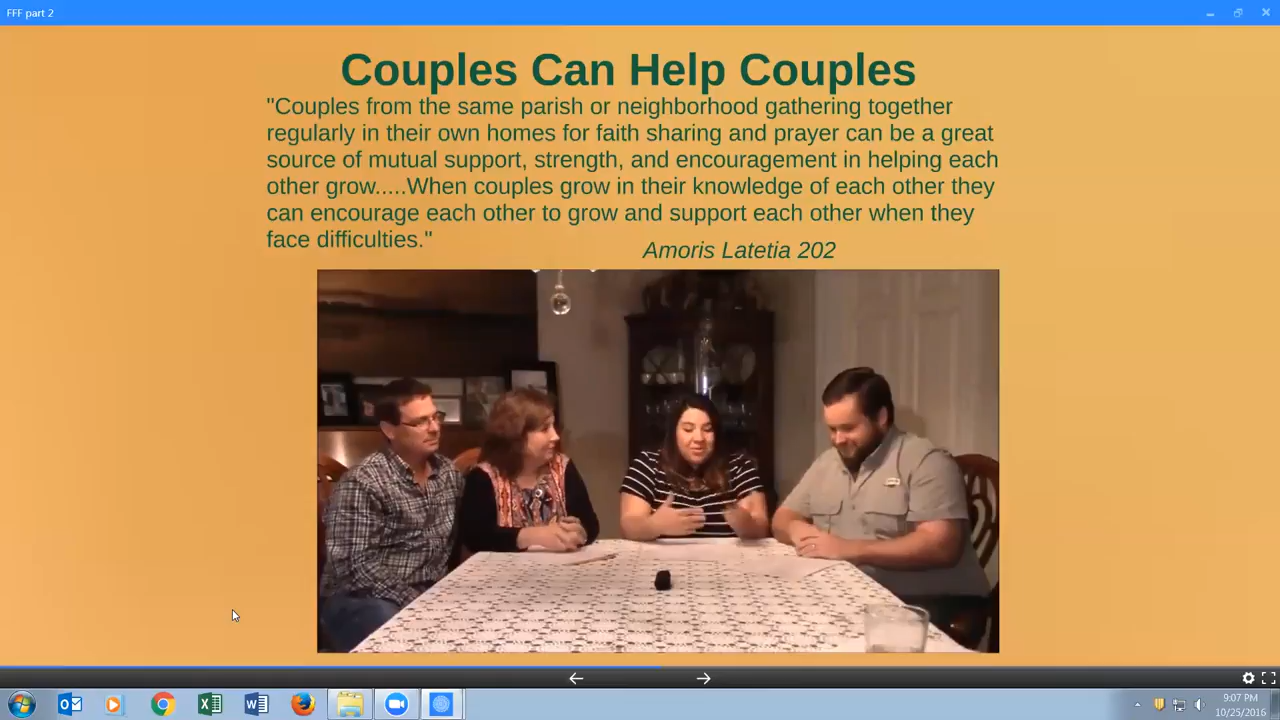 FFF part 2
Couples Can Help Couples
"Couples from the same parish or neighborhood gathering together
regularly in their own homes for faith sharing and prayer can be a great
source of mutual support, strength, and encouragement in helping each
other grow.....When couples grow in their knowledge of each other they
can encourage each other to grow and support each other when they
face difficulties."
Amoris Latetia 202
9:07 PM
10/25/2016